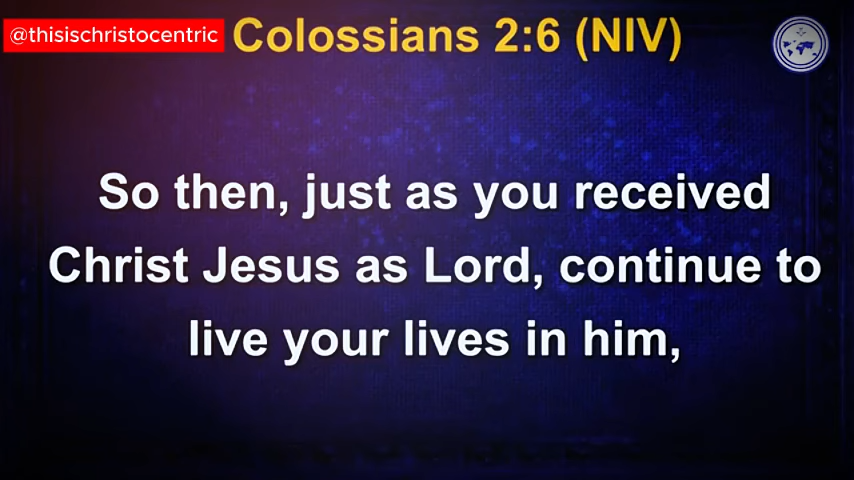 @thisischristocentric
Colossians 2:6 (NIV)
So then, just as you received
Christ Jesus as Lord, continue to
live your lives in him,